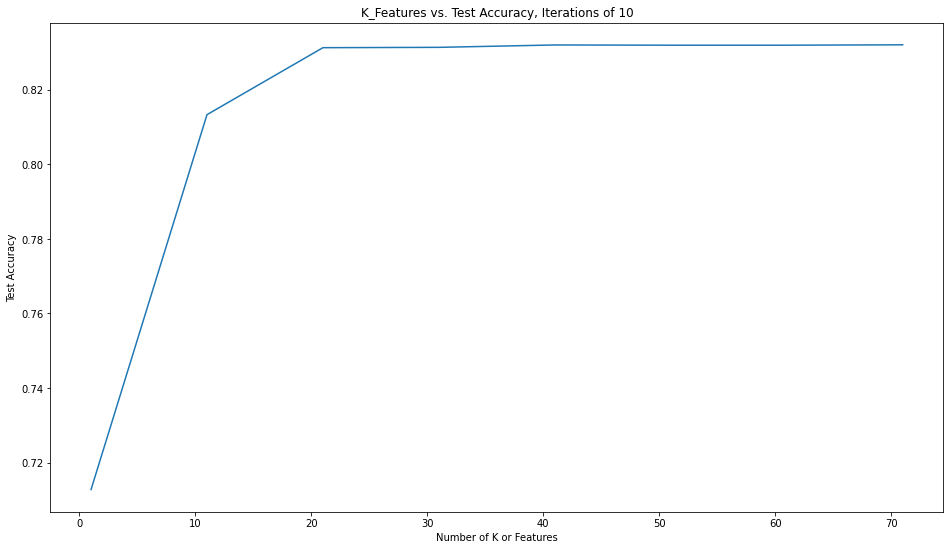 K_Features vs. Test Accuracy, Iterations of 10
Test Accuracy
0.82
0.80
0.78
0.76
0.74
0.72
0 10 20 30 40 50 60 70
Number of K or Features